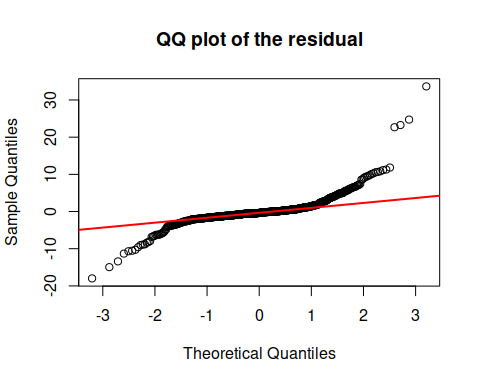 QQ plot of the residual
Sample Quantiles
30
20
10
0
-10
-20
-3 -2 -1 0 1 2 3
Theoretical Quantiles